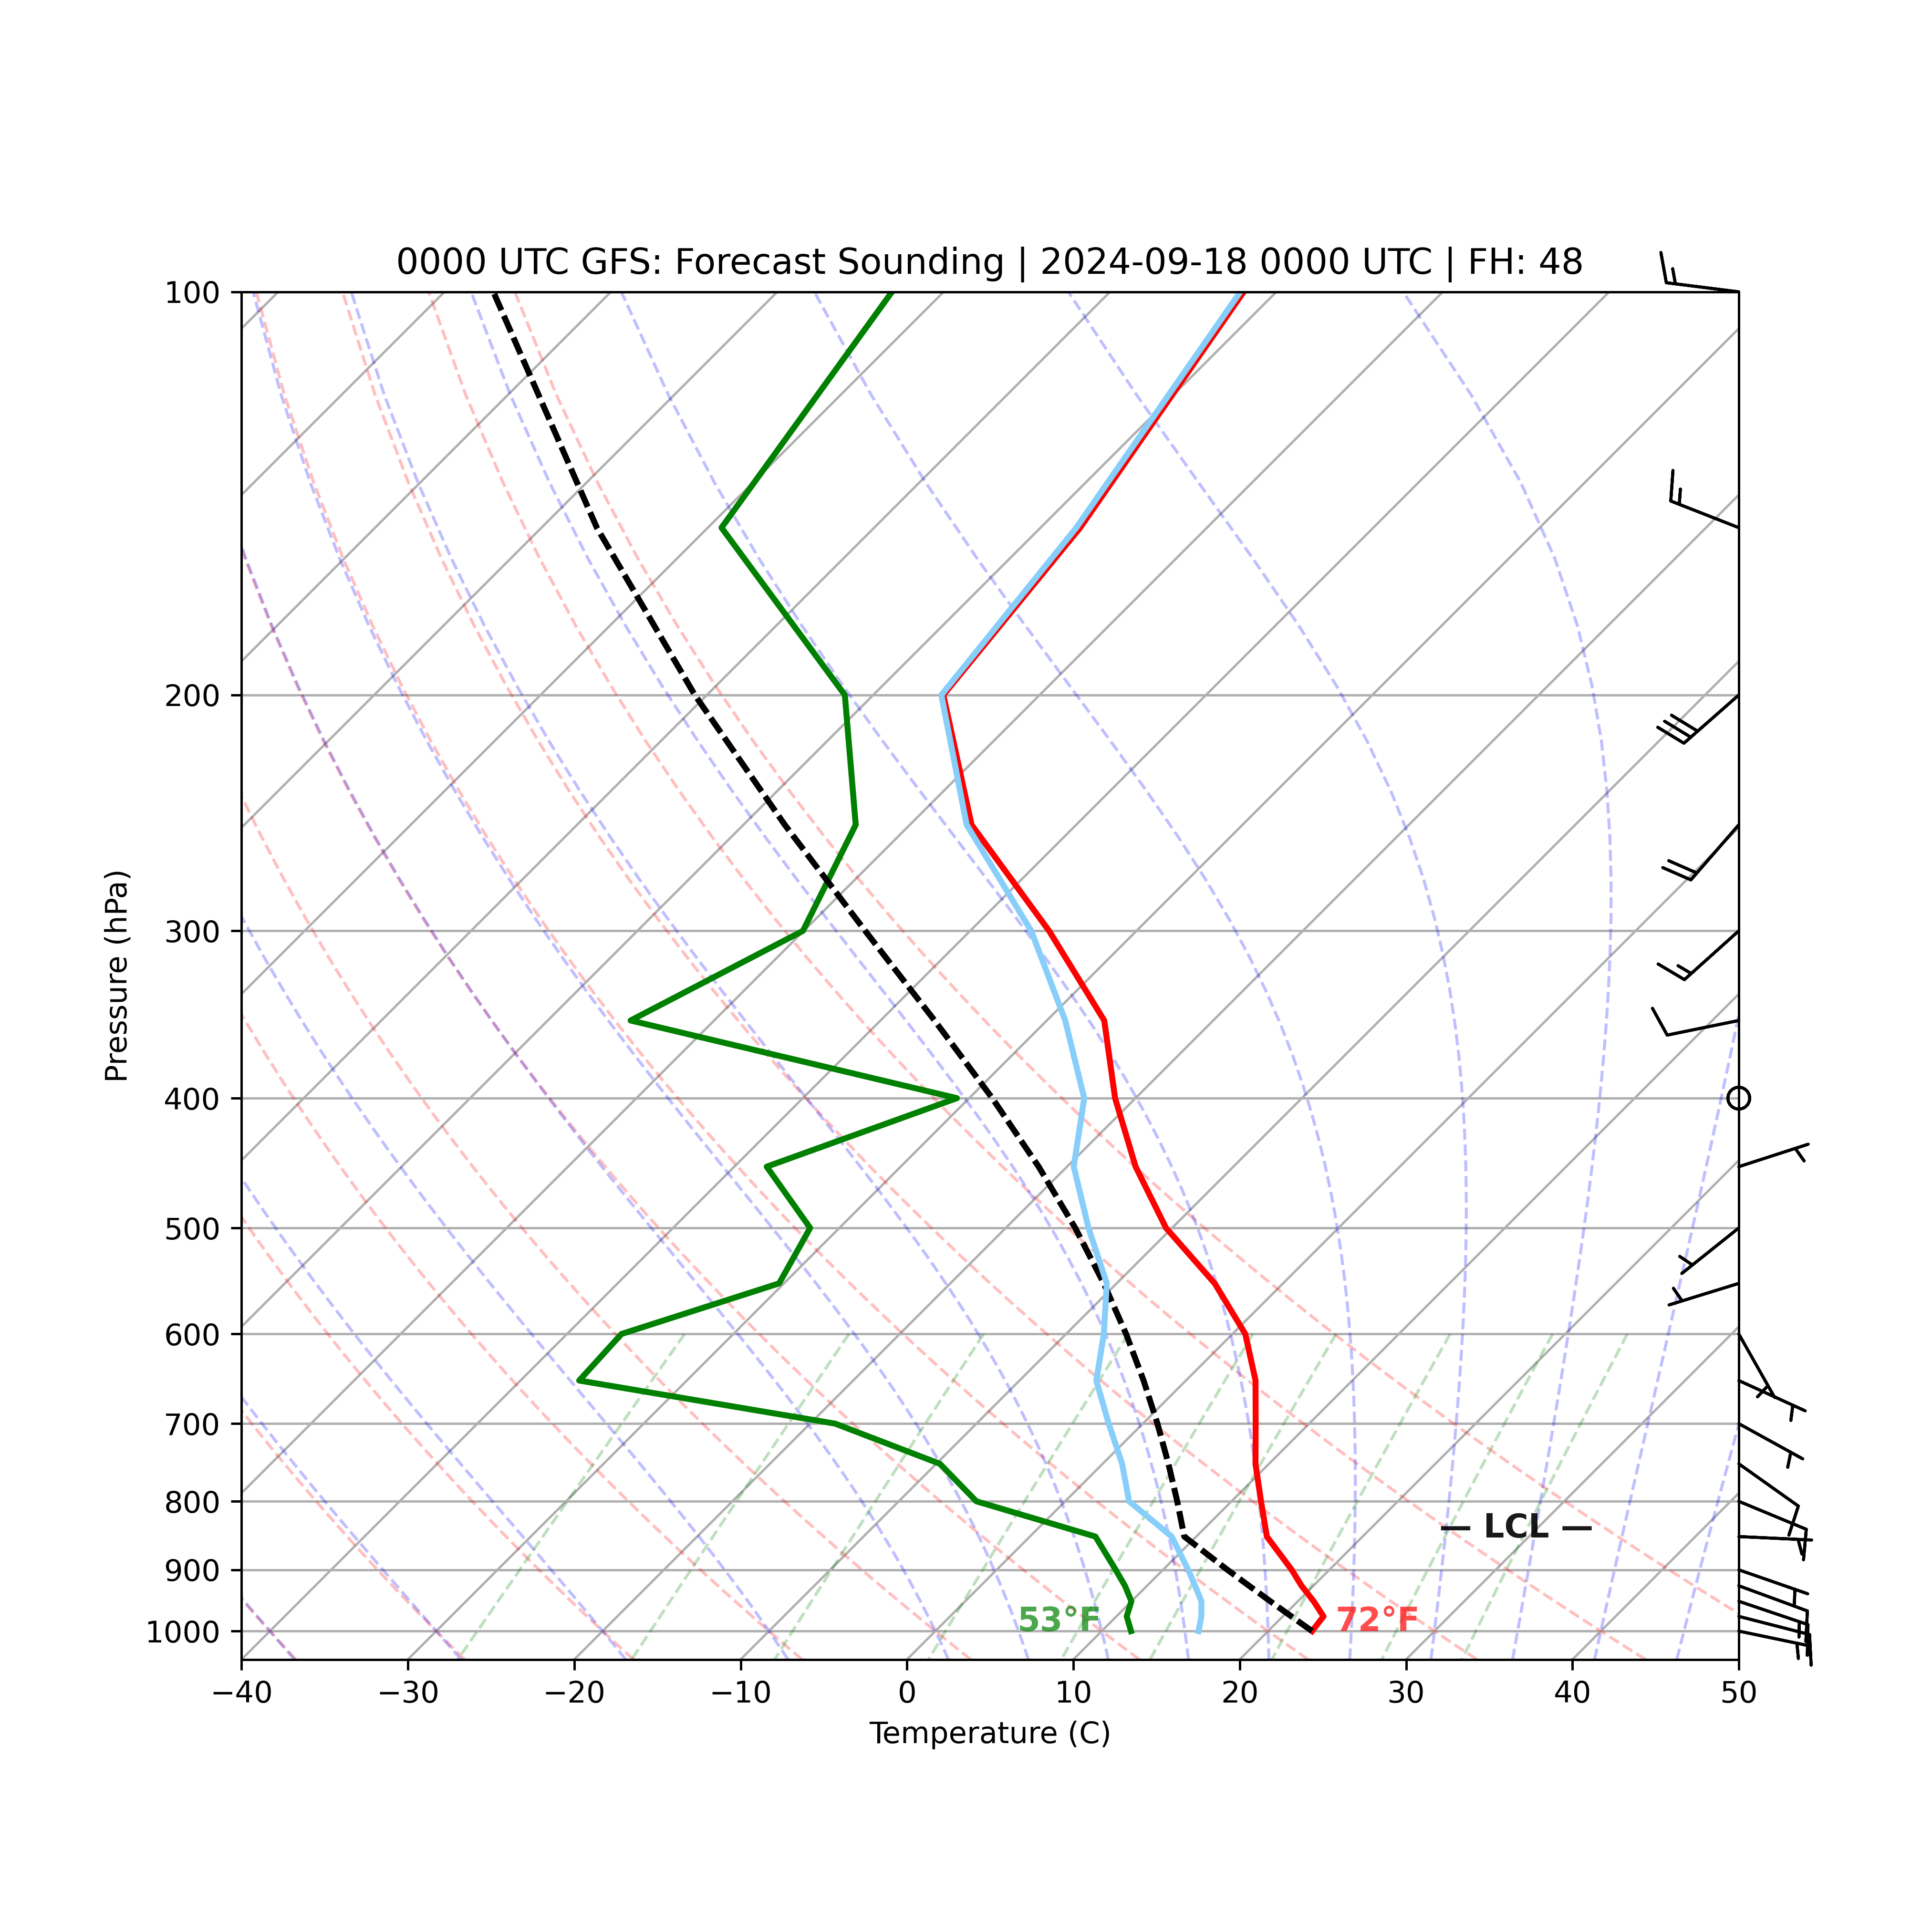 0000 UTC GFS: Forecast Sounding | 2024-09-18 0000 UTC | FH: 48
100
200
300
400
500
600
700
800
900
1000
Pressure (hPa)
— LCL —
53°F
72°F
−40 −30 −20 −10 0 10 20 30 40 50
Temperature (C)